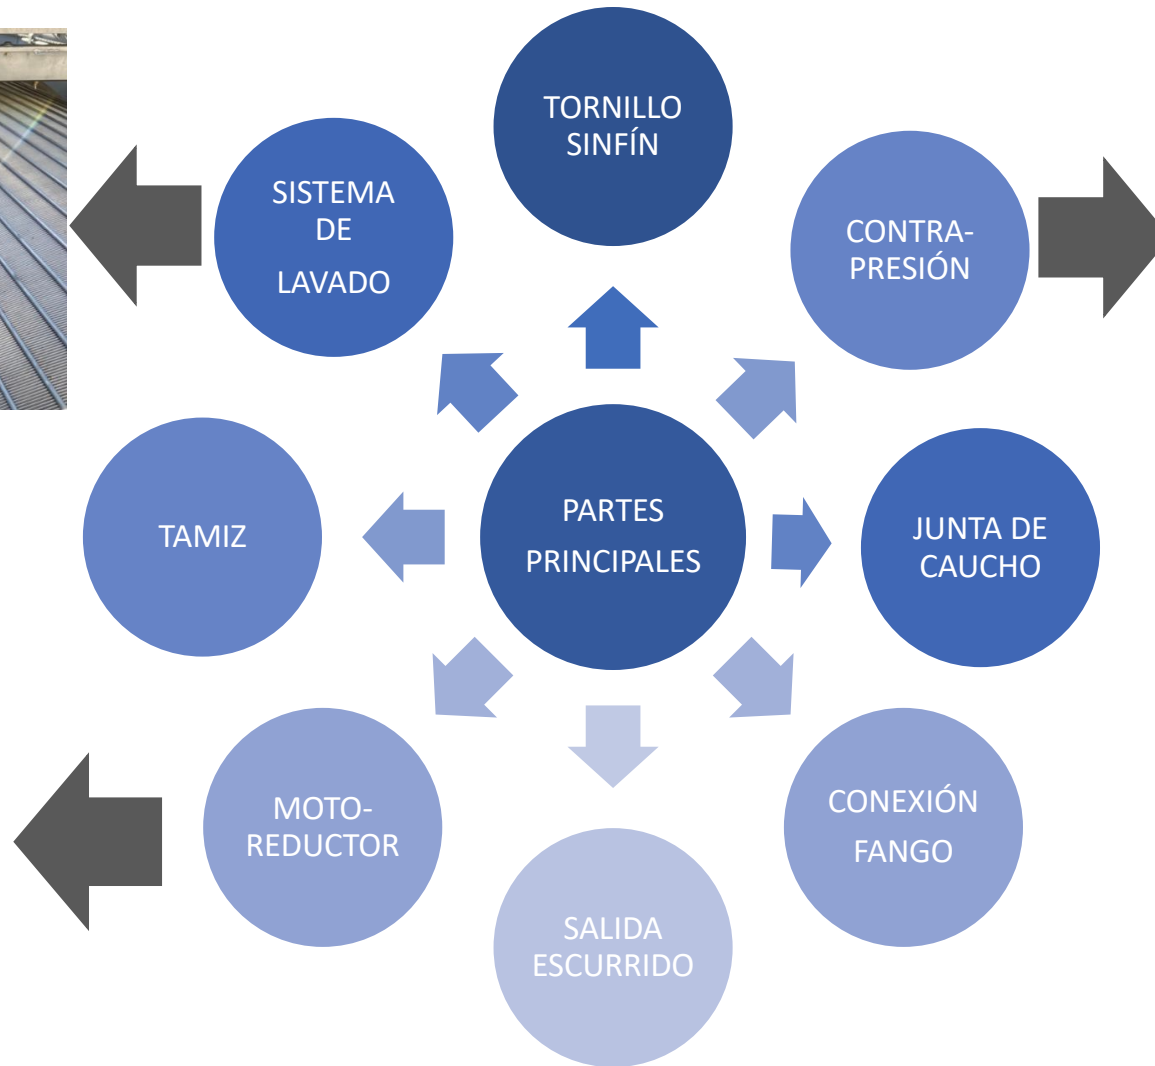 TORNILLO
SINFÍN
SISTEMA
DE
LAVADO
CONTRA-
PRESIÓN
TAMIZ
PARTES
PRINCIPALES
JUNTA DE
CAUCHO
MOTO-
REDUCTOR
CONEXIÓN
FANGO
SALIDA
ESCURRIDO